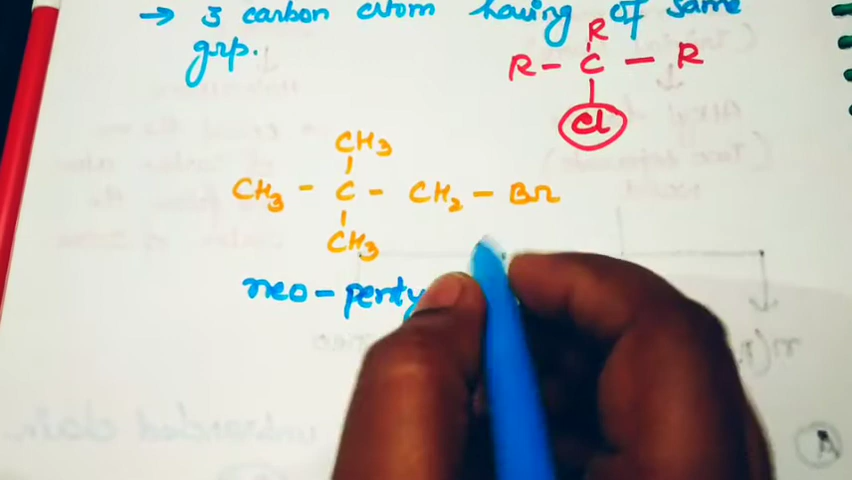 → 3 carbon atom having of same
grp.
R
R – C – R
Cl
CH3
CH3 – C – CH2 – Br
CH3
neo – penty
A